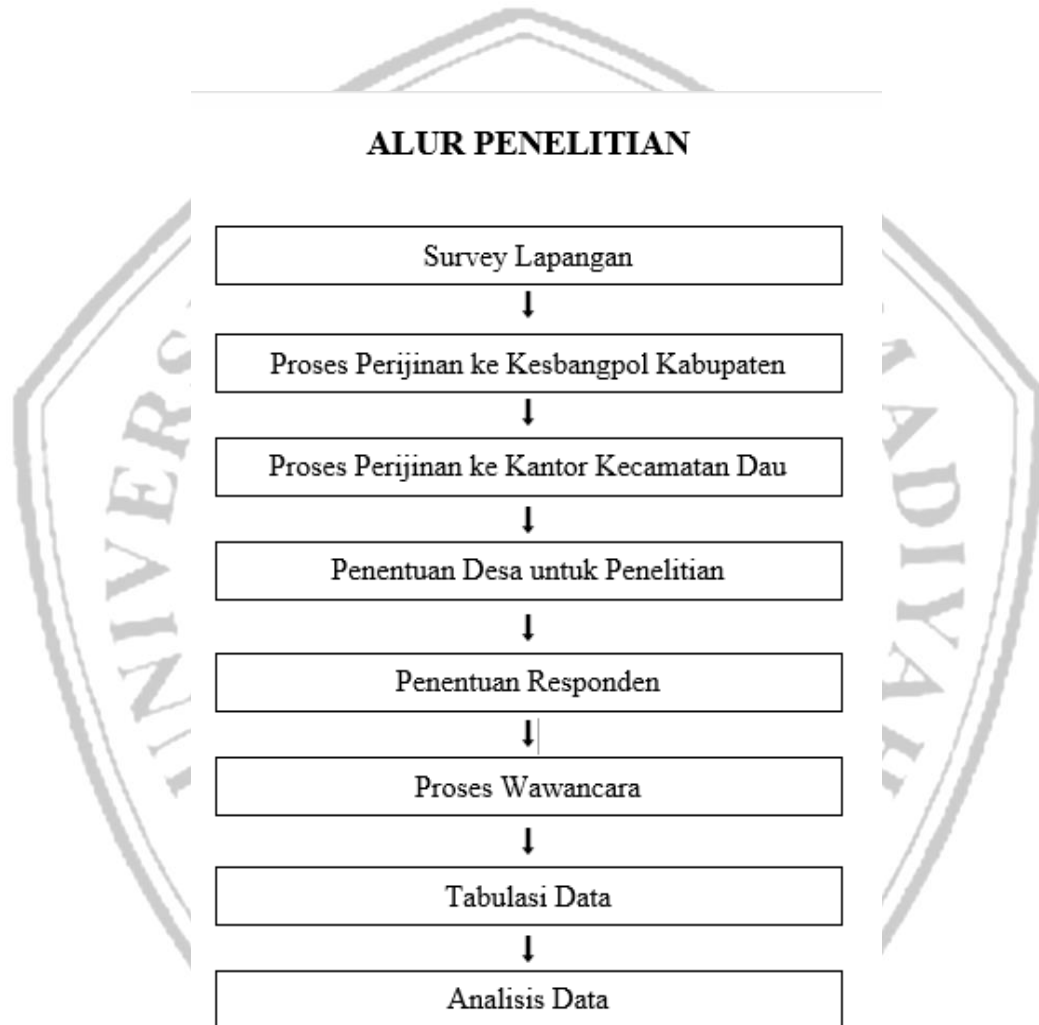 ALUR PENELITIAN
Survey Lapangan
Proses Perijinan ke Kesbangpol Kabupaten
Proses Perijinan ke Kantor Kecamatan Dau
Penentuan Desa untuk Penelitian
Penentuan Responden
Proses Wawancara
Tabulasi Data
Analisis Data